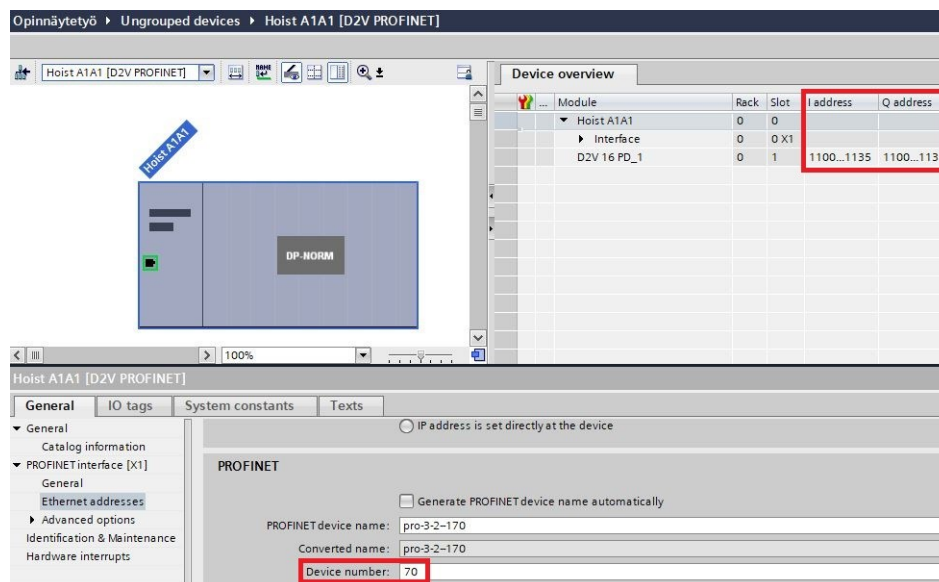 Opinnäytetyö ▸ Ungrouped devices ▸ Hoist A1A1 [D2V PROFINET]
Hoist A1A1 [D2V PROFINET]
Device overview
... Module Rack Slot I address Q address
Hoist A1A1 0 0
Interface 0 0 X1
D2V 16 PD_1 0 1 1100...1135 1100...113
Hoist A1A1
DP-NORM
100%
Hoist A1A1 [D2V PROFINET]
General IO tags System constants Texts
General
Catalog information
PROFINET interface [X1]
General
Ethernet addresses
Advanced options
Identification & Maintenance
Hardware interrupts
IP address is set directly at the device
PROFINET
Generate PROFINET device name automatically
PROFINET device name: pro-3-2-170
Converted name: pro-3-2-170
Device number: 70